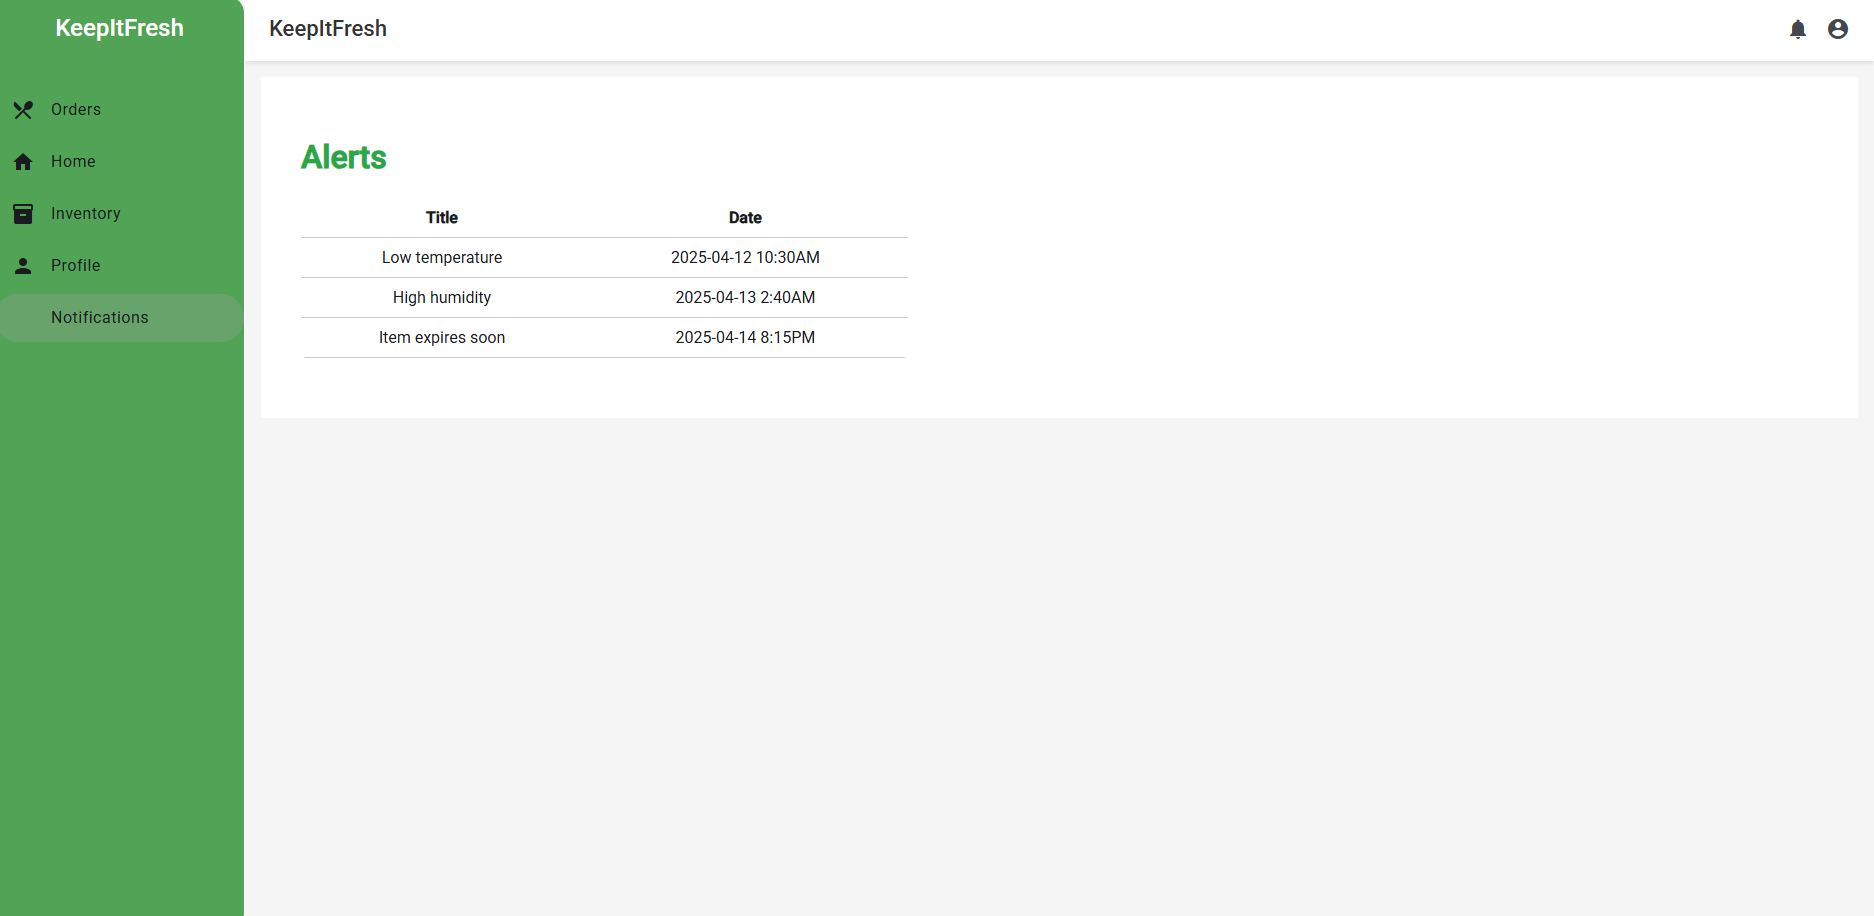 KeepItFresh
KeepItFresh
Orders
Home
Inventory
Profile
Notifications
Alerts
Title Date
Low temperature 2025-04-12 10:30AM
High humidity 2025-04-13 2:40AM
Item expires soon 2025-04-14 8:15PM